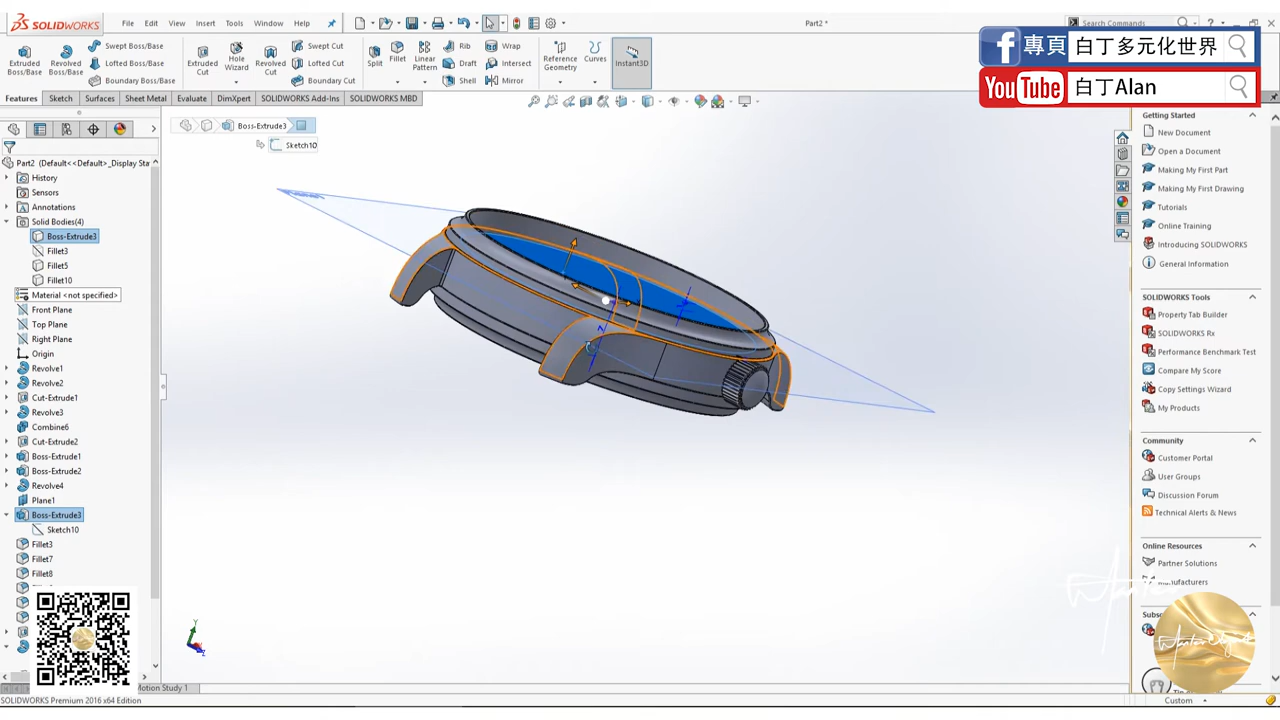 SOLIDWORKS
File
Edit
View
Insert
Tools
Window
Help
Part2 *
Search Commands
Extruded Boss/Base
Revolved Boss/Base
Swept Boss/Base
Lofted Boss/Base
Boundary Boss/Base
Extruded Cut
Hole Wizard
Revolved Cut
Swept Cut
Lofted Cut
Boundary Cut
Split
Fillet
Linear Pattern
Rib
Draft
Shell
Wrap
Intersect
Mirror
Reference Geometry
Curves
Instant3D
專頁
白丁多元化世界
YouTube
白丁Alan
Features
Sketch
Surfaces
Sheet Metal
Evaluate
DimXpert
SOLIDWORKS Add-Ins
SOLIDWORKS MBD
Boss-Extrude3
Sketch10
Part2 (Default<<Default>_Display Sta
History
Sensors
Annotations
Solid Bodies(4)
Boss-Extrude3
Fillet3
Fillet5
Fillet10
Material <not specified>
Front Plane
Top Plane
Right Plane
Origin
Revolve1
Revolve2
Cut-Extrude1
Revolve3
Combine6
Cut-Extrude2
Boss-Extrude1
Boss-Extrude2
Revolve4
Plane1
Boss-Extrude3
Sketch10
Fillet3
Fillet7
Fillet8
Motion Study 1
SOLIDWORKS Premium 2016 x64 Edition
Getting Started
New Document
Open a Document
Making My First Part
Making My First Drawing
Tutorials
Online Training
Introducing SOLIDWORKS
General Information
SOLIDWORKS Tools
Property Tab Builder
SOLIDWORKS Rx
Performance Benchmark Test
Compare My Score
Copy Settings Wizard
My Products
Community
Customer Portal
User Groups
Discussion Forum
Technical Alerts & News
Online Resources
Partner Solutions
Manufacturers
Custom